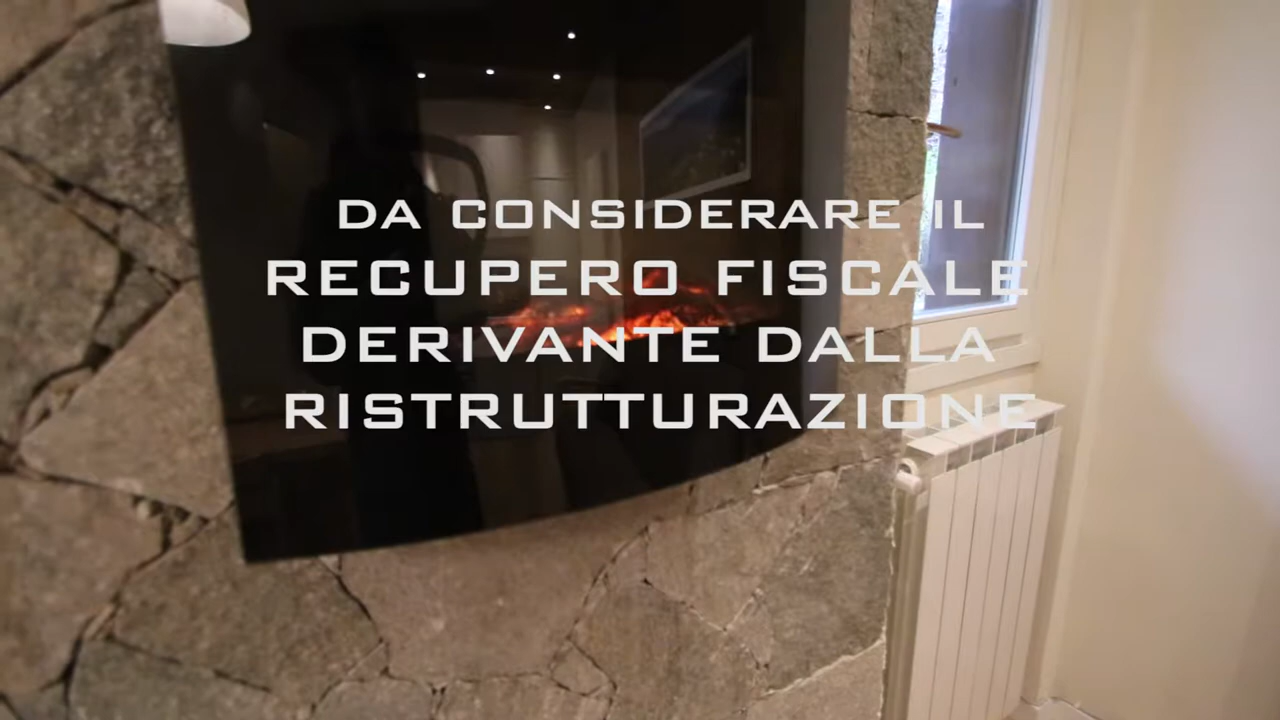 DA CONSIDERARE IL
RECUPERO FISCALE
DERIVANTE DALLA
RISTRUTTURAZIONE